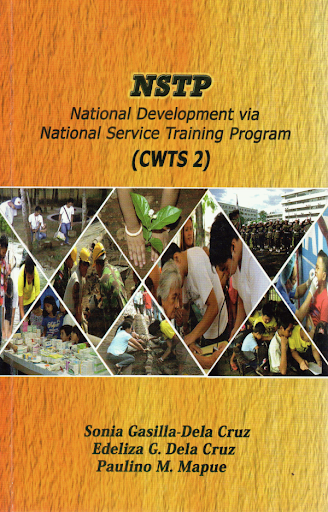 NSTP
National Development via
National Service Training Program
(CWTS 2)
Sonia Gasilla-Dela Cruz
Edeliza G. Dela Cruz
Paulino M. Mapue